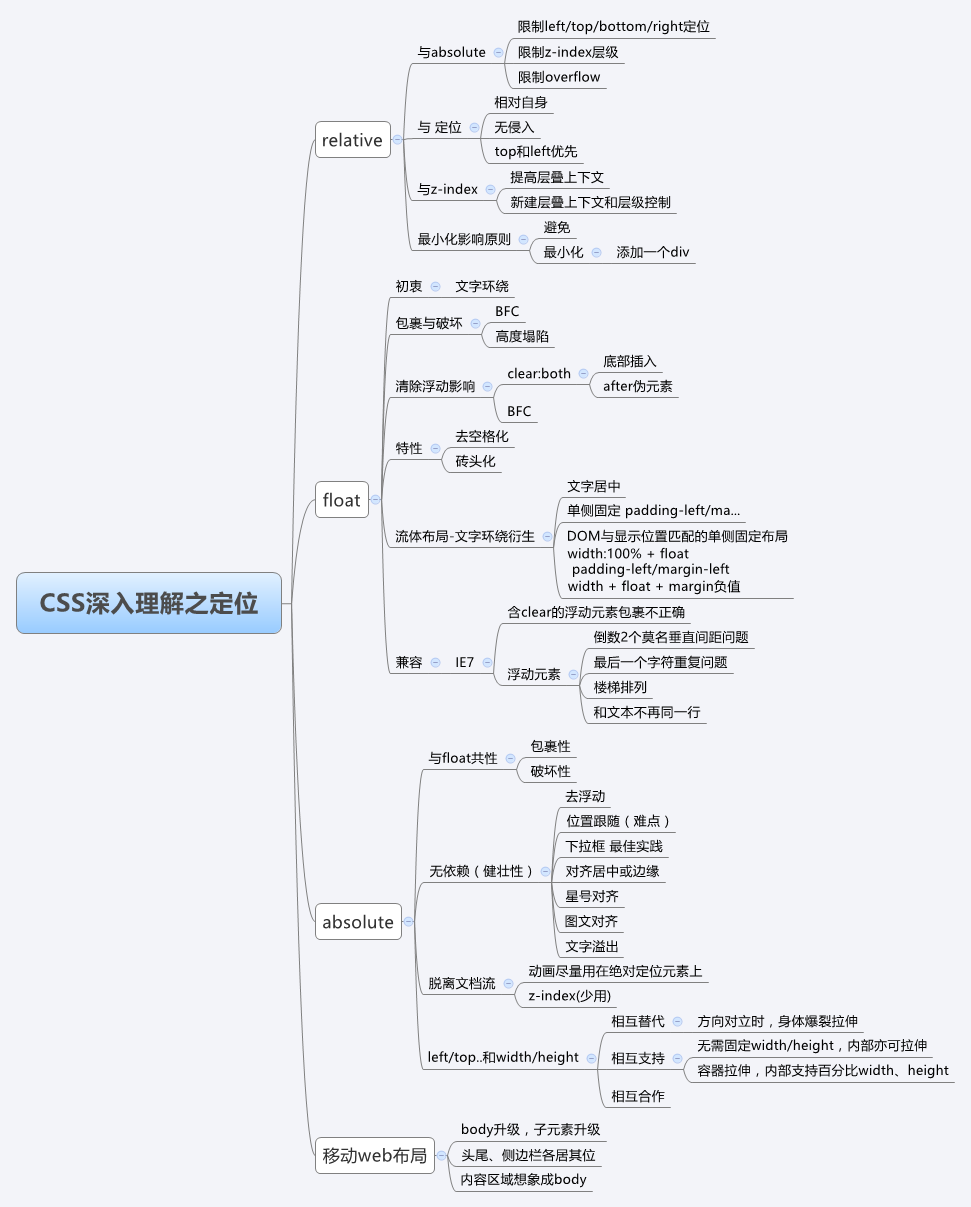 CSS深入理解之定位
relative
与absolute
限制left/top/bottom/right定位
限制z-index层级
限制overflow
与 定位
相对自身
无侵入
top和left优先
与z-index
提高层叠上下文
新建层叠上下文和层级控制
最小化影响原则
避免
最小化
添加一个div
float
初衷
文字环绕
包裹与破坏
BFC
高度塌陷
清除浮动影响
clear:both
底部插入
after伪元素
BFC
特性
去空格化
砖头化
流体布局-文字环绕衍生
文字居中
单侧固定 padding-left/ma...
DOM与显示位置匹配的单侧固定布局
width:100% + float
padding-left/margin-left
width + float + margin负值
兼容
IE7
含clear的浮动元素包裹不正确
浮动元素
倒数2个莫名垂直间距问题
最后一个字符重复问题
楼梯排列
和文本不再同一行
absolute
与float共性
包裹性
破坏性
无依赖（健壮性）
去浮动
位置跟随（难点）
下拉框 最佳实践
对齐居中或边缘
星号对齐
图文对齐
文字溢出
脱离文档流
动画尽量用在绝对定位元素上
z-index(少用)
left/top..和width/height
相互替代
方向对立时，身体爆裂拉伸
相互支持
无需固定width/height，内部亦可拉伸
容器拉伸，内部支持百分比width、height
相互合作
移动web布局
body升级，子元素升级
头尾、侧边栏各居其位
内容区域想象成body